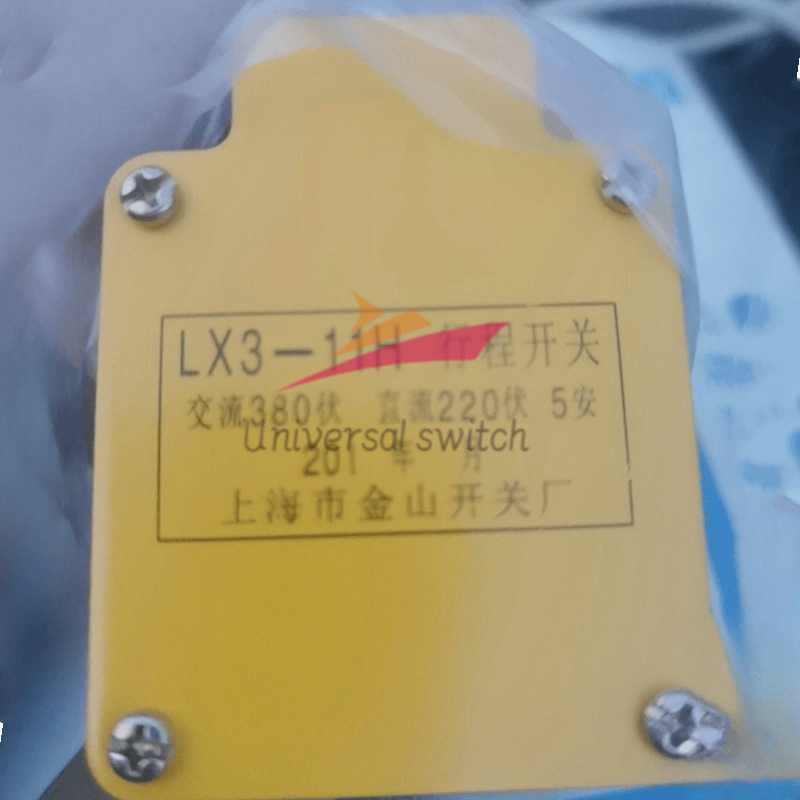 LX3-11H 行程开关
交流380伏 直流220伏 5安
Universal switch
201 年 月
上海市金山开关厂